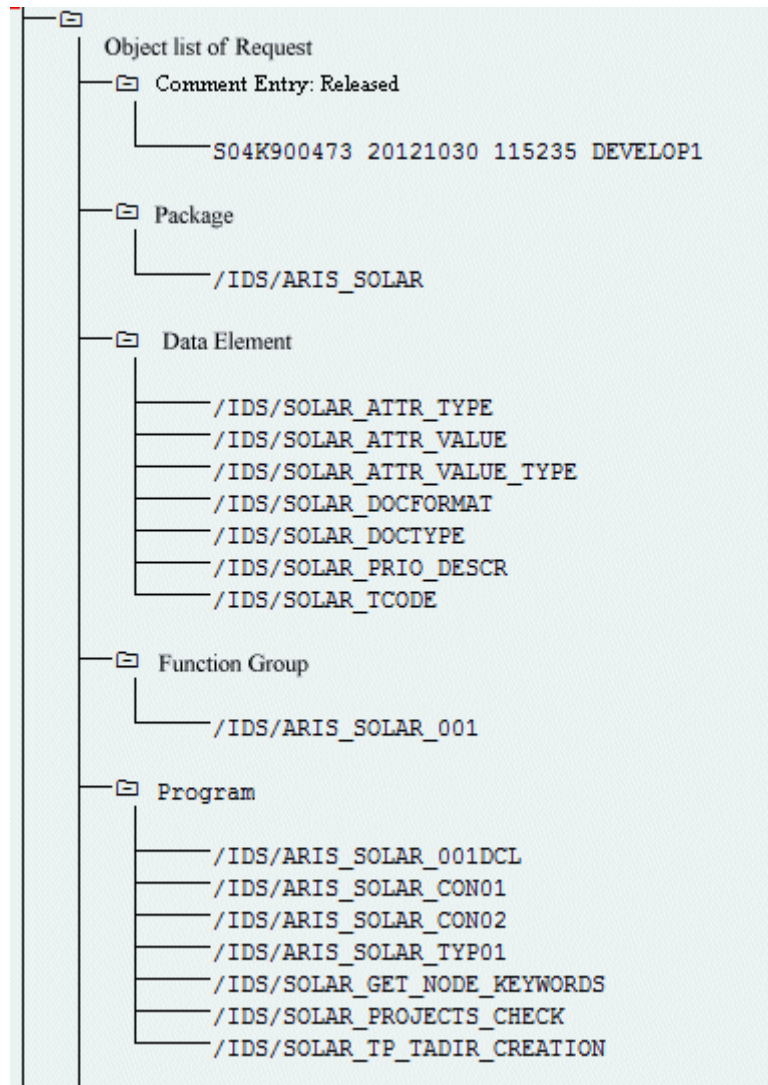 Object list of Request
Comment Entry: Released
S04K900473 20121030 115235 DEVELOP1
Package
/IDS/ARIS_SOLAR
Data Element
/IDS/SOLAR_ATTR_TYPE
/IDS/SOLAR_ATTR_VALUE
/IDS/SOLAR_ATTR_VALUE_TYPE
/IDS/SOLAR_DOCFORMAT
/IDS/SOLAR_DOCTYPE
/IDS/SOLAR_PRIO_DESCR
/IDS/SOLAR_TCODE
Function Group
/IDS/ARIS_SOLAR_001
Program
/IDS/ARIS_SOLAR_001DCL
/IDS/ARIS_SOLAR_CON01
/IDS/ARIS_SOLAR_CON02
/IDS/ARIS_SOLAR_TYP01
/IDS/SOLAR_GET_NODE_KEYWORDS
/IDS/SOLAR_PROJECTS_CHECK
/IDS/SOLAR_TP_TADIR_CREATION